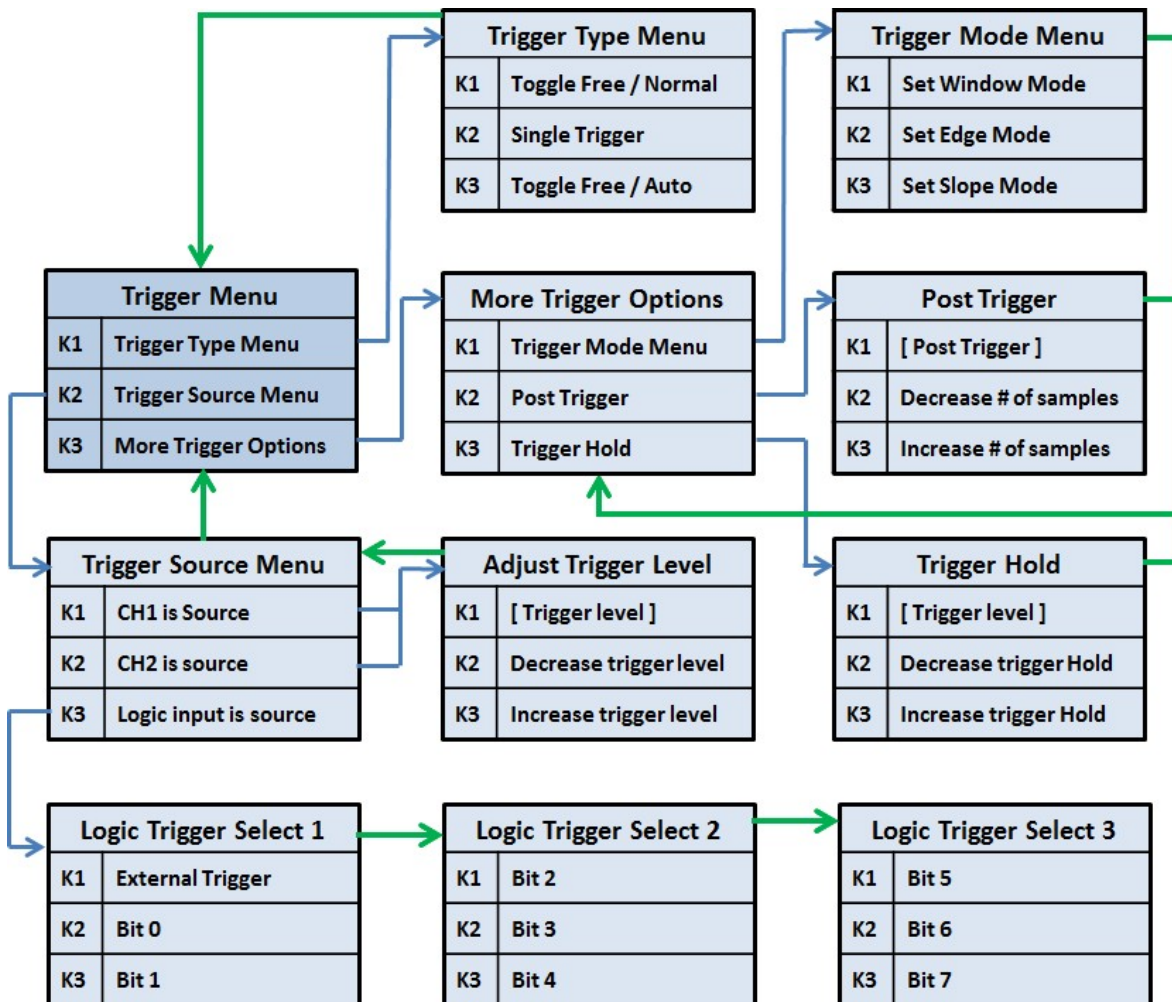 Trigger Type Menu
K1 Toggle Free / Normal
K2 Single Trigger
K3 Toggle Free / Auto
Trigger Mode Menu
K1 Set Window Mode
K2 Set Edge Mode
K3 Set Slope Mode
Trigger Menu
K1 Trigger Type Menu
K2 Trigger Source Menu
K3 More Trigger Options
More Trigger Options
K1 Trigger Mode Menu
K2 Post Trigger
K3 Trigger Hold
Post Trigger
K1 [ Post Trigger ]
K2 Decrease # of samples
K3 Increase # of samples
Trigger Source Menu
K1 CH1 is Source
K2 CH2 is source
K3 Logic input is source
Adjust Trigger Level
K1 [ Trigger level ]
K2 Decrease trigger level
K3 Increase trigger level
Trigger Hold
K1 [ Trigger level ]
K2 Decrease trigger Hold
K3 Increase trigger Hold
Logic Trigger Select 1
K1 External Trigger
K2 Bit 0
K3 Bit 1
Logic Trigger Select 2
K1 Bit 2
K2 Bit 3
K3 Bit 4
Logic Trigger Select 3
K1 Bit 5
K2 Bit 6
K3 Bit 7